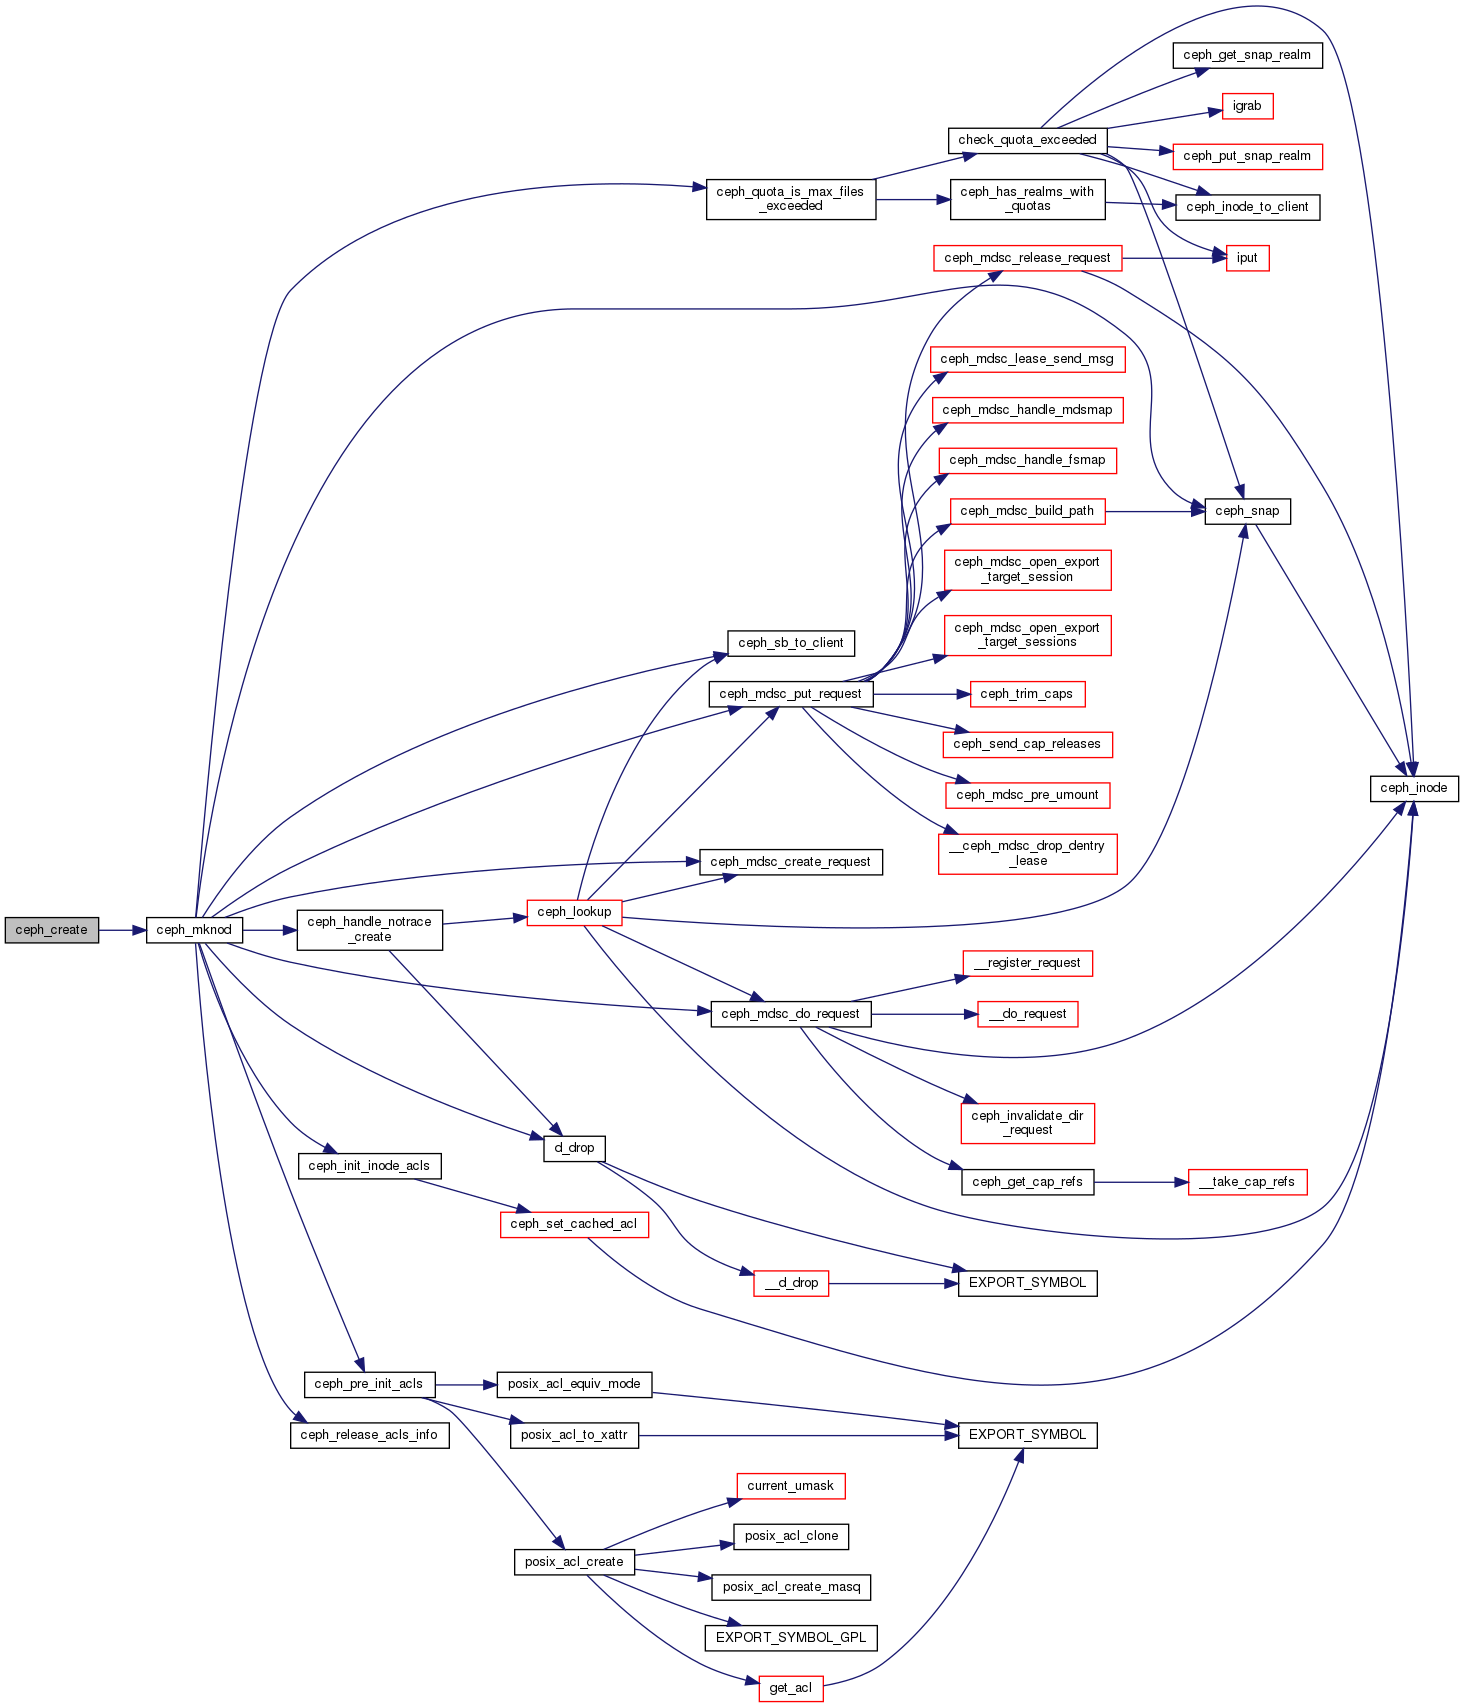 ceph_get_snap_realm
igrab
check_quota_exceeded
ceph_put_snap_realm
ceph_quota_is_max_files
_exceeded
ceph_has_realms_with
_quotas
ceph_inode_to_client
ceph_mdsc_release_request
iput
ceph_mdsc_lease_send_msg
ceph_mdsc_handle_mdsmap
ceph_mdsc_handle_fsmap
ceph_mdsc_build_path
ceph_snap
ceph_mdsc_open_export
_target_session
ceph_mdsc_open_export
_target_sessions
ceph_sb_to_client
ceph_mdsc_put_request
ceph_trim_caps
ceph_send_cap_releases
ceph_mdsc_pre_umount
ceph_inode
__ceph_mdsc_drop_dentry
_lease
ceph_mdsc_create_request
ceph_lookup
ceph_create
ceph_mknod
ceph_handle_notrace
_create
__register_request
ceph_mdsc_do_request
__do_request
ceph_invalidate_dir
_request
d_drop
ceph_init_inode_acls
ceph_get_cap_refs
__take_cap_refs
ceph_set_cached_acl
__d_drop
EXPORT_SYMBOL
ceph_pre_init_acls
posix_acl_equiv_mode
ceph_release_acls_info
posix_acl_to_xattr
EXPORT_SYMBOL
current_umask
posix_acl_clone
posix_acl_create
posix_acl_create_masq
EXPORT_SYMBOL_GPL
get_acl